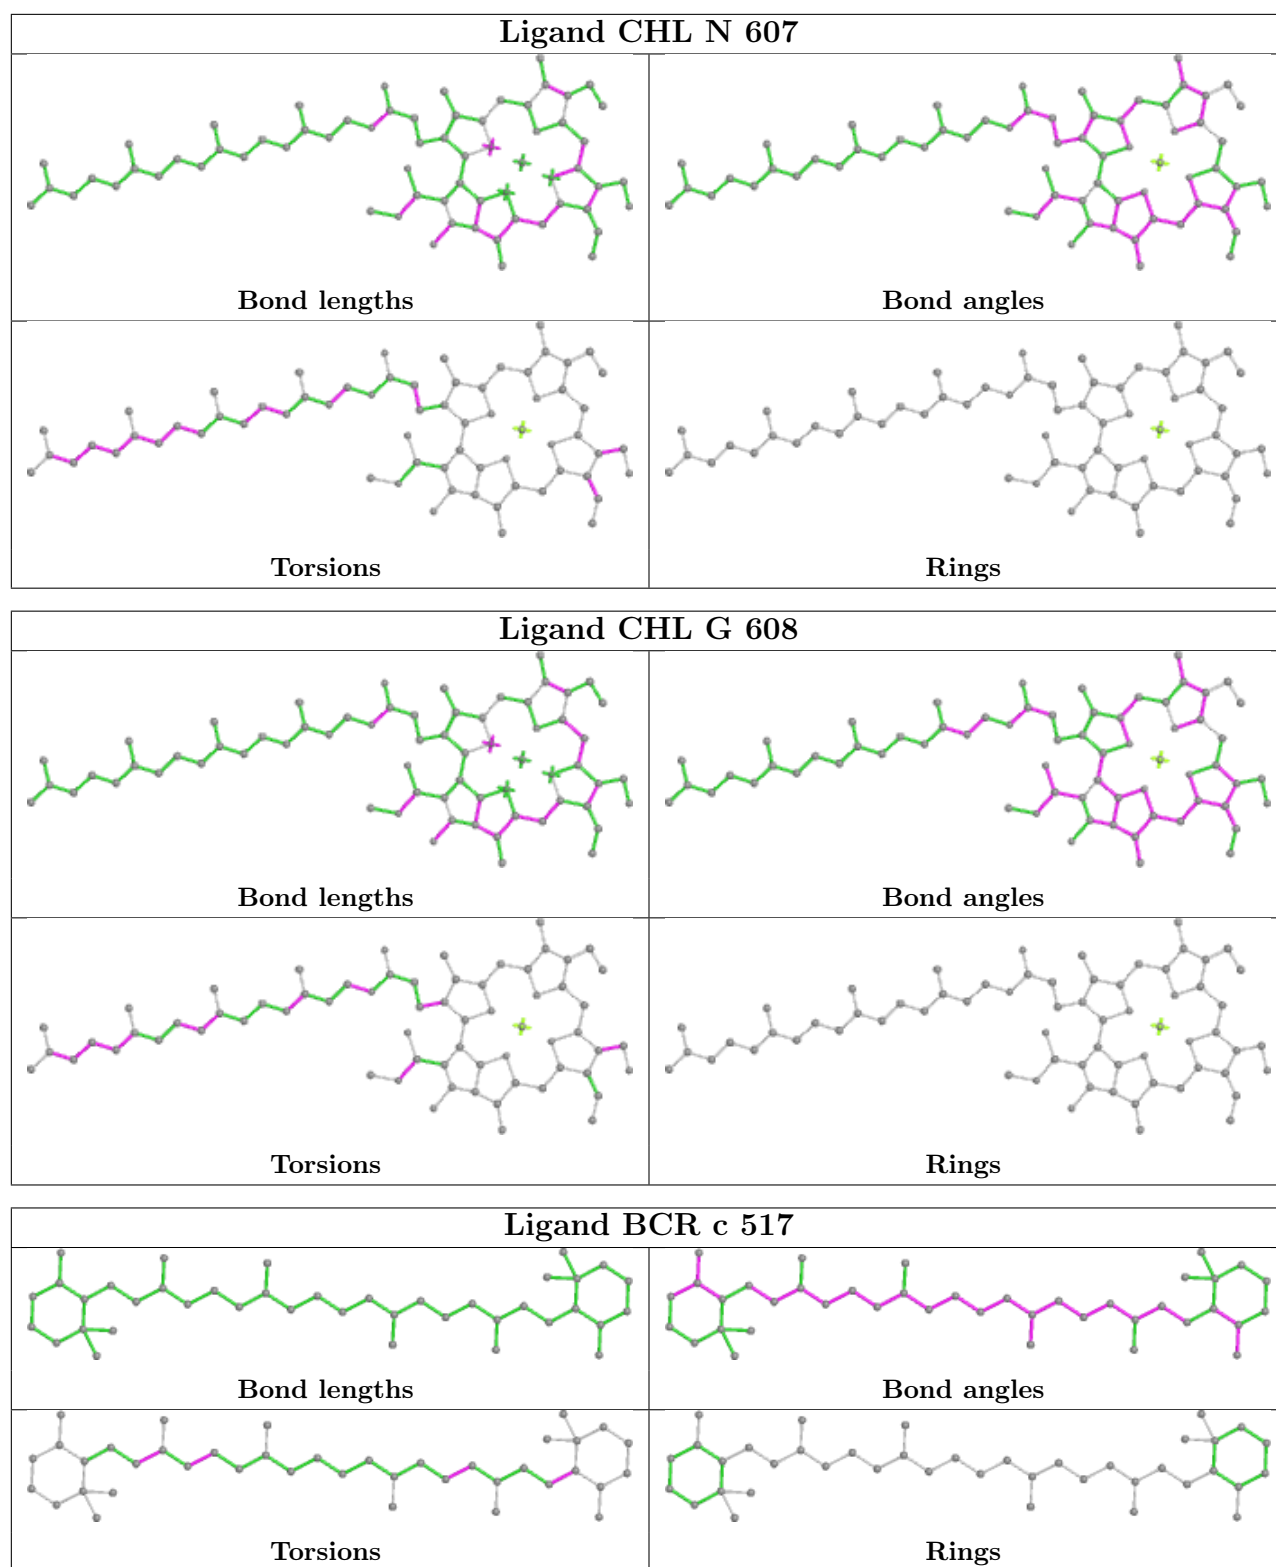 Ligand CHL N 607
Bond lengths
Bond angles
Torsions
Rings
Ligand CHL G 608
Bond lengths
Bond angles
Torsions
Rings
Ligand BCR c 517
Bond lengths
Bond angles
Torsions
Rings